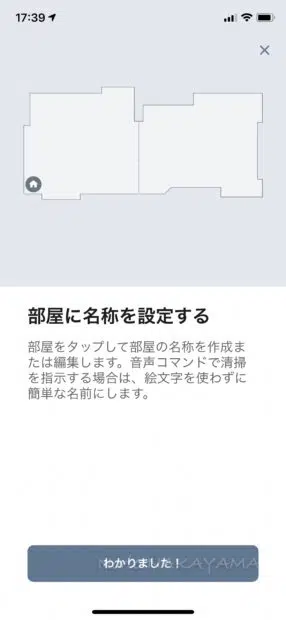 17:39
部屋に名称を設定する
部屋をタップして部屋の名称を作成ま
たは編集します。音声コマンドで清掃
を指示する場合は、絵文字を使わずに
簡単な名前にします。
わかりました！